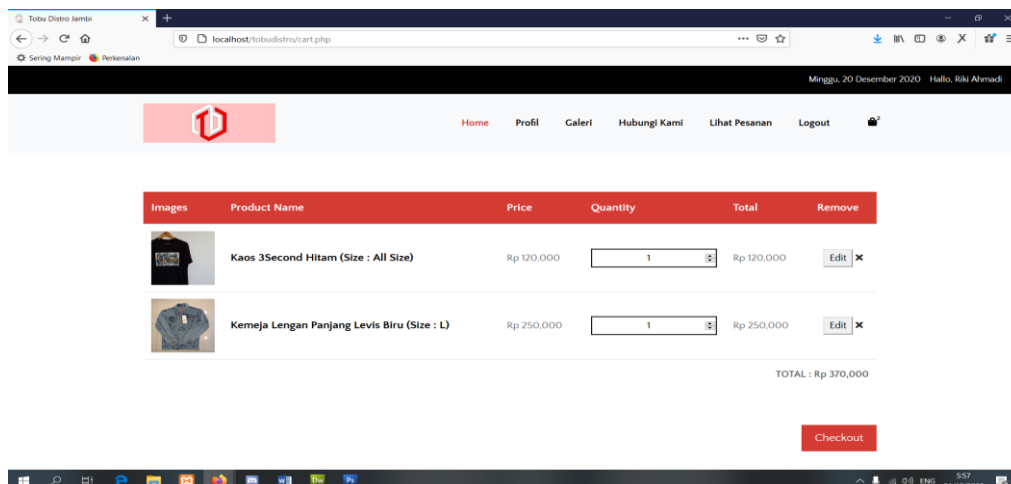 Tobu Distro Jambi
localhost/tobudistro/cart.php
Sering Mampir Perkenalan
Minggu, 20 Desember 2020 Hallo, Riki Ahmadi
Home Profil Galeri Hubungi Kami Lihat Pesanan Logout 2
Images Product Name Price Quantity Total Remove
Kaos 3Second Hitam (Size : All Size) Rp 120,000 1 Rp 120,000 Edit
Kemeja Lengan Panjang Levis Biru (Size : L) Rp 250,000 1 Rp 250,000 Edit
TOTAL : Rp 370,000
Checkout
Dw Ps ENG 5:57